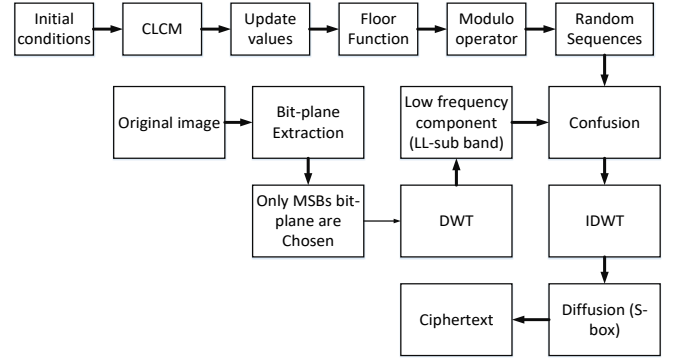 Initial
conditions
CLCM
Update
values
Floor
Function
Modulo
operator
Random
Sequences
Original image
Bit-plane
Extraction
Low frequency
component
(LL-sub band)
Confusion
Only MSBs bit-
plane are
Chosen
DWT
IDWT
Ciphertext
Diffusion (S-
box)